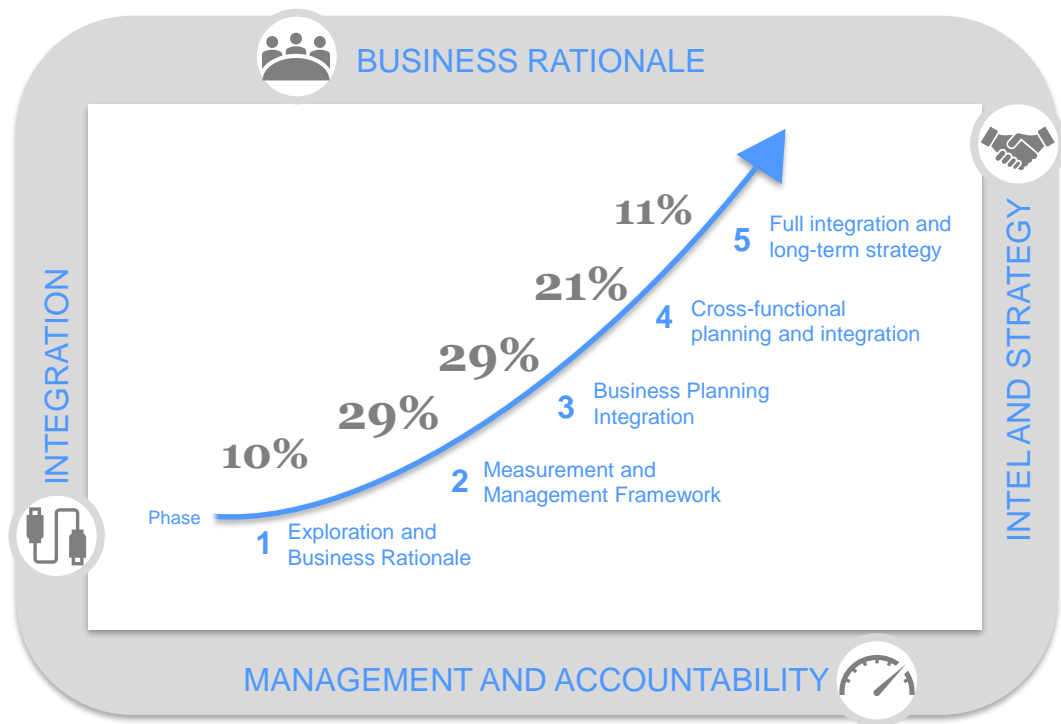 BUSINESS RATIONALE
INTEGRATION
INTEL AND STRATEGY
11%
5 Full integration and
long-term strategy
21%
4 Cross-functional
planning and integration
29%
3 Business Planning
Integration
29%
2 Measurement and
Management Framework
10%
Phase
1 Exploration and
Business Rationale
MANAGEMENT AND ACCOUNTABILITY